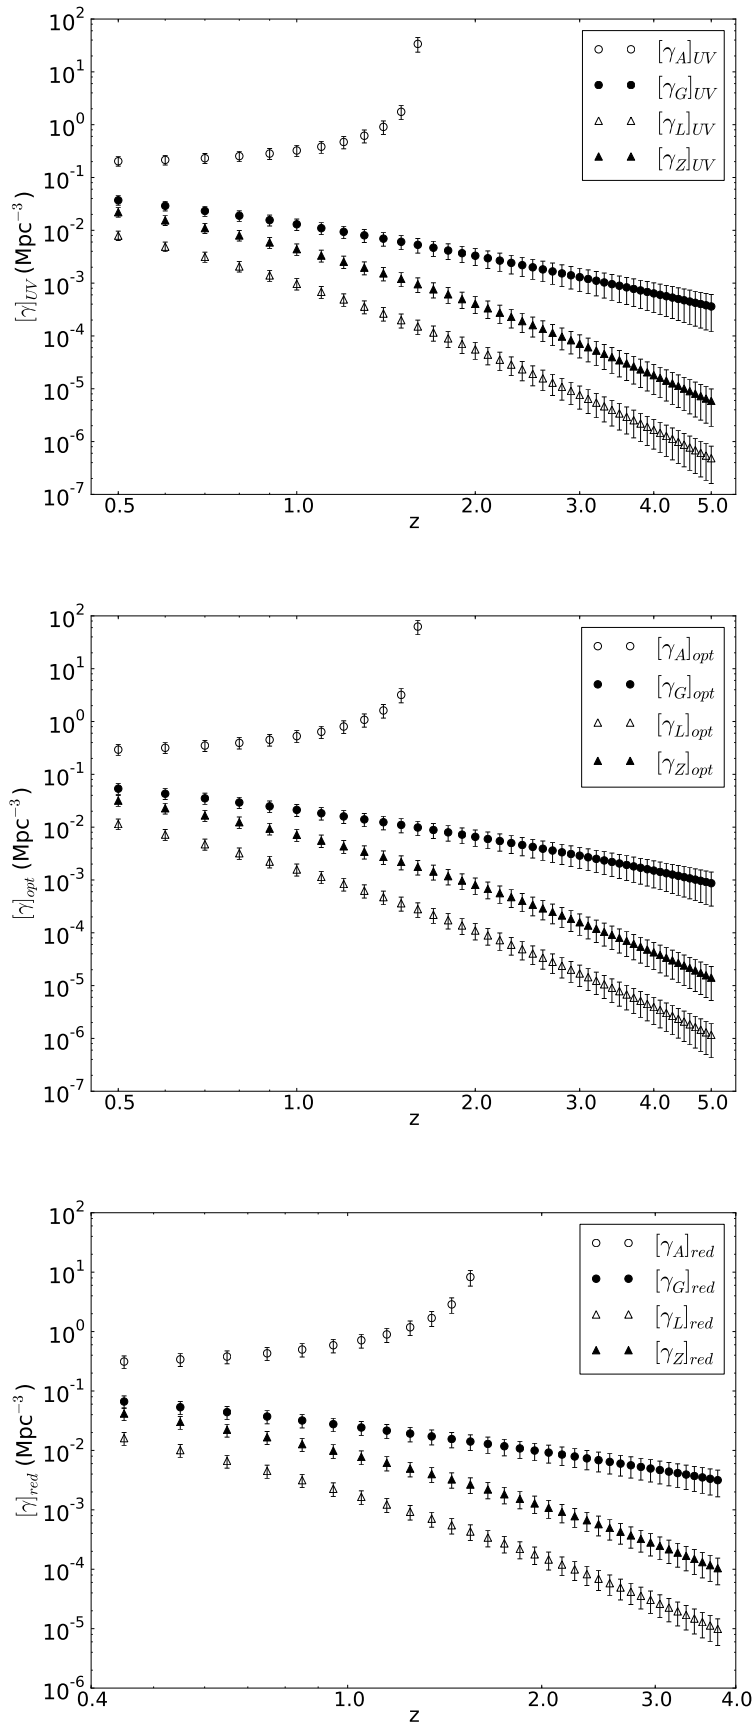 10^2
10^1
10^0
10^-1
10^-2
10^-3
10^-4
10^-5
10^-6
10^-7
[γ]_UV (Mpc^-3)
[γ_A]_UV
[γ_G]_UV
[γ_L]_UV
[γ_Z]_UV
0.5 1.0 2.0 3.0 4.0 5.0
z
10^2
10^1
10^0
10^-1
10^-2
10^-3
10^-4
10^-5
10^-6
10^-7
[γ]_opt (Mpc^-3)
[γ_A]_opt
[γ_G]_opt
[γ_L]_opt
[γ_Z]_opt
0.5 1.0 2.0 3.0 4.0 5.0
z
10^2
10^1
10^0
10^-1
10^-2
10^-3
10^-4
10^-5
10^-6
[γ]_red (Mpc^-3)
[γ_A]_red
[γ_G]_red
[γ_L]_red
[γ_Z]_red
0.4 1.0 2.0 3.0 4.0
z